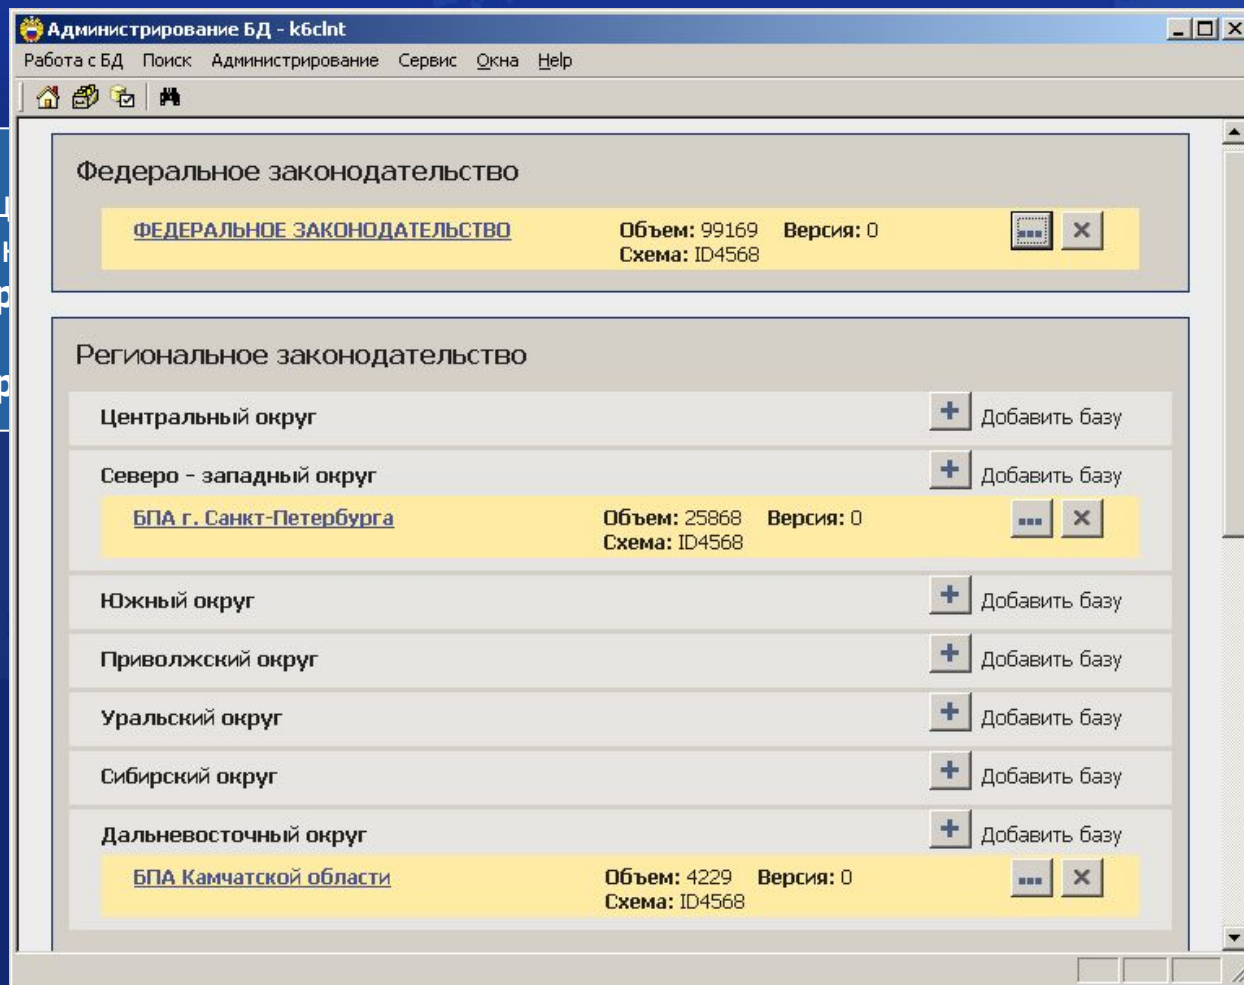 Администрирование БД - k6clnt
Работа с БД Поиск Администрирование Сервис Окна Help
Федеральное законодательство
ФЕДЕРАЛЬНОЕ ЗАКОНОДАТЕЛЬСТВО Объем: 99169 Версия: 0
Схема: ID4568
Региональное законодательство
Центральный округ Добавить базу
Северо - западный округ Добавить базу
БПА г. Санкт-Петербурга Объем: 25868 Версия: 0
Схема: ID4568
Южный округ Добавить базу
Приволжский округ Добавить базу
Уральский округ Добавить базу
Сибирский округ Добавить базу
Дальневосточный округ Добавить базу
БПА Камчатской области Объем: 4229 Версия: 0
Схема: ID4568